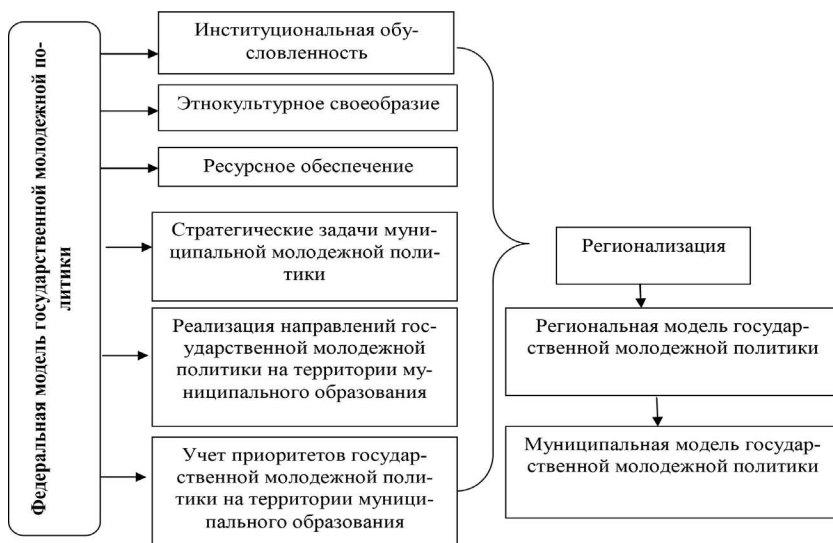 Федеральная модель государственной молодежной по-
литики
Институциональная обу-
словленность
Этнокультурное своеобразие
Ресурсное обеспечение
Стратегические задачи муни-
ципальной молодежной поли-
тики
Реализация направлений гос-
ударственной молодежной
политики на территории му-
ниципального образования
Учет приоритетов государ-
ственной молодежной поли-
тики на территории муници-
пального образования
Регионализация
Региональная модель государ-
ственной молодежной политики
Муниципальная модель государ-
ственной молодежной политики